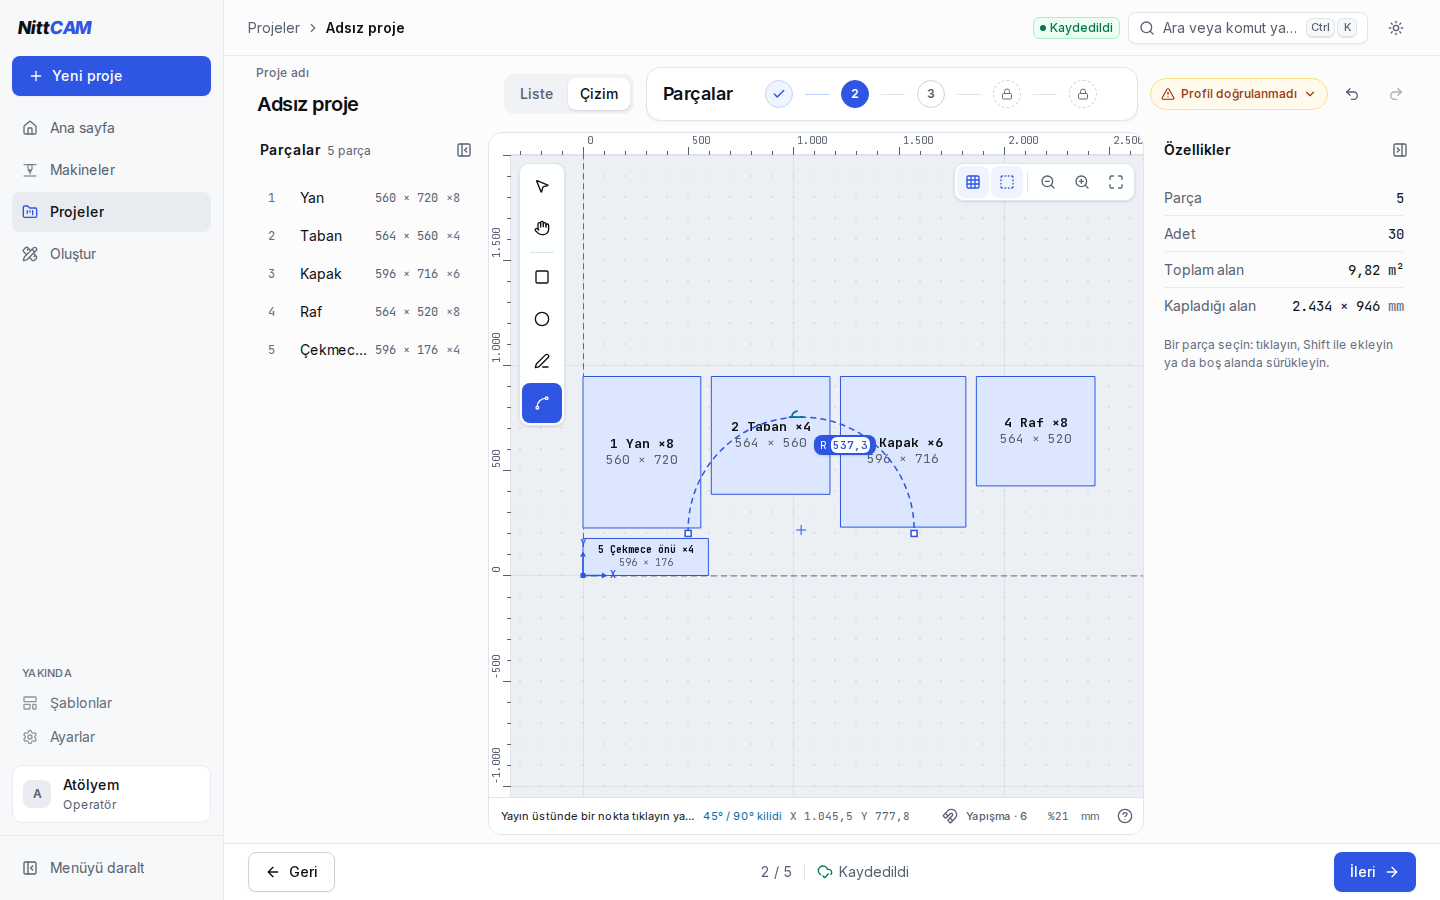 NittCAM
Yeni proje
Ana sayfa
Makineler
Projeler
Oluştur
YAKINDA
Şablonlar
Ayarlar
A
Atölyem
Operatör
Menüyü daralt
Projeler > Adsız proje
Kaydedildi
Ara veya komut ya... Ctrl K
Proje adı
Adsız proje
Liste Çizim
Parçalar 2 3
Profil doğrulanmadı
Parçalar 5 parça
1 Yan 560 × 720 ×8
2 Taban 564 × 560 ×4
3 Kapak 596 × 716 ×6
4 Raf 564 × 520 ×8
5 Çekmec... 596 × 176 ×4
0 500 1.000 1.500 2.000 2.500
1.500
1.000
500
0
-500
-1.000
1 Yan ×8
560 × 720
2 Taban ×4
564 × 560
R 537,3
Kapak ×6
596 × 716
4 Raf ×8
564 × 520
5 Çekmece önü ×4
596 × 176
Y
X
Yayın üstünde bir nokta tıklayın ya... 45° / 90° kilidi X 1.045,5 Y 777,8 Yapışma · 6 %21 mm
Özellikler
Parça 5
Adet 30
Toplam alan 9,82 m²
Kapladığı alan 2.434 × 946 mm
Bir parça seçin: tıklayın, Shift ile ekleyin
ya da boş alanda sürükleyin.
Geri
2 / 5 Kaydedildi
İleri